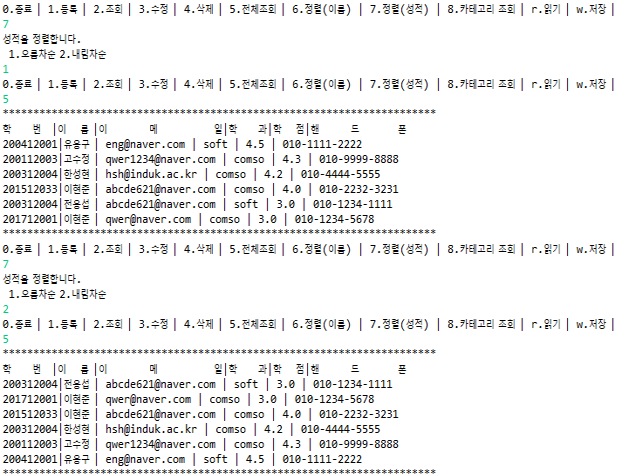 0.종료 | 1.등록 | 2.조회 | 3.수정 | 4.삭제 | 5.전체조회 | 6.정렬(이름) | 7.정렬(성적) | 8.카테고리 조회 | r.읽기 | w.저장 |
7
성적을 정렬합니다.
1.오름차순 2.내림차순
1
0.종료 | 1.등록 | 2.조회 | 3.수정 | 4.삭제 | 5.전체조회 | 6.정렬(이름) | 7.정렬(성적) | 8.카테고리 조회 | r.읽기 | w.저장 |
5
***********************************************************************
학 번 |이 름 |이 메 일|학 과|학 점|핸 드 폰
200412001|유용구 | eng@naver.com | soft | 4.5 | 010-1111-2222
200112003|고수정 | qwer1234@naver.com | comso | 4.3 | 010-9999-8888
200312004|한성현 | hsh@induk.ac.kr | comso | 4.2 | 010-4444-5555
201512033|이현준 | abcde621@naver.com | comso | 4.0 | 010-2232-3231
200312004|전용섭 | abcde621@naver.com | soft | 3.0 | 010-1234-1111
201712001|이현준 | qwer@naver.com | comso | 3.0 | 010-1234-5678
***********************************************************************
0.종료 | 1.등록 | 2.조회 | 3.수정 | 4.삭제 | 5.전체조회 | 6.정렬(이름) | 7.정렬(성적) | 8.카테고리 조회 | r.읽기 | w.저장 |
7
성적을 정렬합니다.
1.오름차순 2.내림차순
2
0.종료 | 1.등록 | 2.조회 | 3.수정 | 4.삭제 | 5.전체조회 | 6.정렬(이름) | 7.정렬(성적) | 8.카테고리 조회 | r.읽기 | w.저장 |
5
***********************************************************************
학 번 |이 름 |이 메 일|학 과|학 점|핸 드 폰
200312004|전용섭 | abcde621@naver.com | soft | 3.0 | 010-1234-1111
201712001|이현준 | qwer@naver.com | comso | 3.0 | 010-1234-5678
201512033|이현준 | abcde621@naver.com | comso | 4.0 | 010-2232-3231
200312004|한성현 | hsh@induk.ac.kr | comso | 4.2 | 010-4444-5555
200112003|고수정 | qwer1234@naver.com | comso | 4.3 | 010-9999-8888
200412001|유용구 | eng@naver.com | soft | 4.5 | 010-1111-2222
***********************************************************************